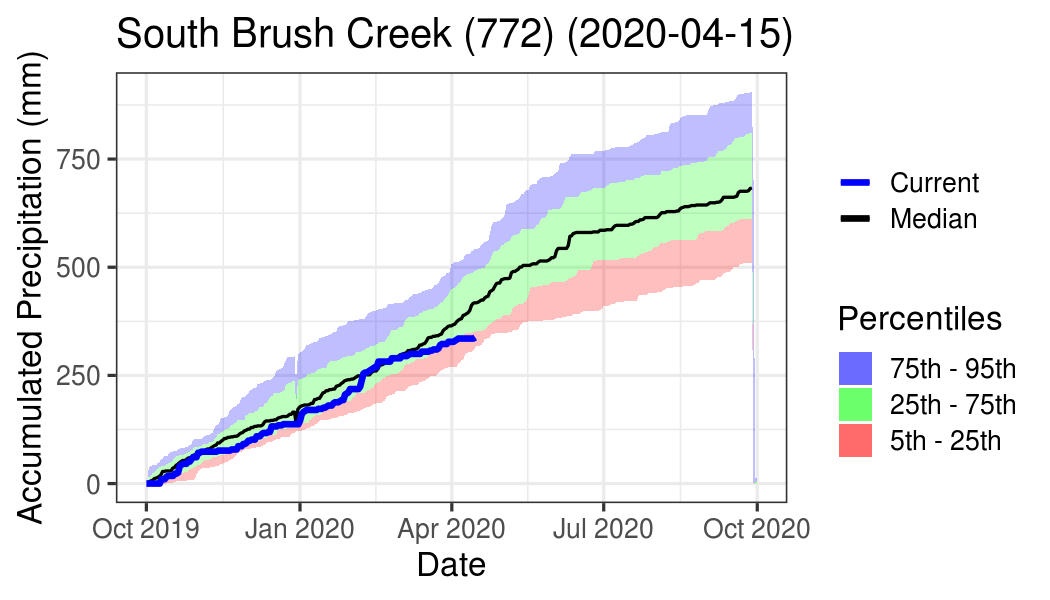 South Brush Creek (772) (2020-04-15)
Accumulated Precipitation (mm)
750
500
250
0
Oct 2019
Jan 2020
Apr 2020
Jul 2020
Oct 2020
Date
Current
Median
Percentiles
75th - 95th
25th - 75th
5th - 25th